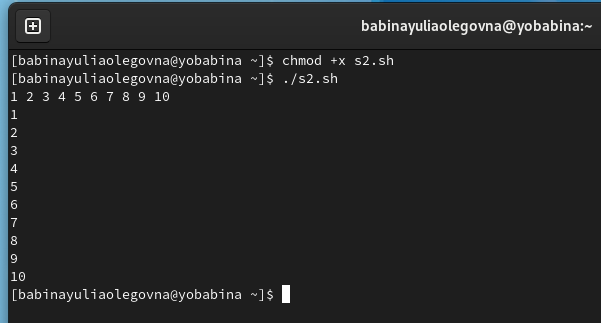 babinayuliaolegovna@yobabina:~
[babinayuliaolegovna@yobabina ~]$ chmod +x s2.sh
[babinayuliaolegovna@yobabina ~]$ ./s2.sh
1 2 3 4 5 6 7 8 9 10
1
2
3
4
5
6
7
8
9
10
[babinayuliaolegovna@yobabina ~]$